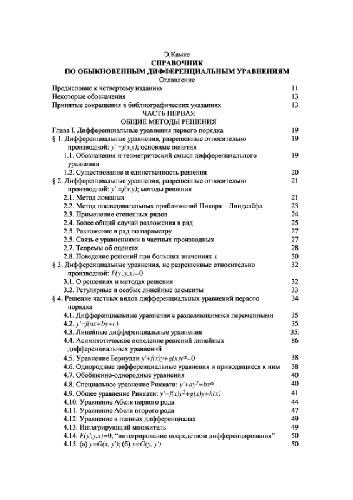 Э.Камке
СПРАВОЧНИК
ПО ОБЫКНОВЕННЫМ ДИФФЕРЕНЦИАЛЬНЫМ УРАВНЕНИЯМ
Оглавление
Предисловие к четвертому изданию 11
Некоторые обозначения 13
Принятые сокращения в библиографических указаниях 13
ЧАСТЬ ПЕРВАЯ
ОБЩИЕ МЕТОДЫ РЕШЕНИЯ
Глава I. Дифференциальные уравнения первого порядка 19
§ 1. Дифференциальные уравнения, разрешенные относительно 19
производной: y'=f(x,y); основные понятия
1.1. Обозначения и геометрический смысл дифференциального 19
уравнения
1.2. Существование и единственность решения 20
§ 2. Дифференциальные уравнения, разрешенные относительно 21
производной: y'=f(x,y); методы решения
2.1. Метод ломаных 21
2.2. Метод последовательных приближений Пикара – Линделёфа 23
2.3. Применение степенных рядов 24
2.4. Более общий случай разложения в ряд 25
2.5. Разложение в ряд по параметру 27
2.5. Связь с уравнениями в частных производных 27
2.7. Теоремы об оценках 28
2.8. Поведение решений при больших значениях x 30
§ 3. Дифференциальные уравнения, не разрешенные относительно 32
производной: F(y',y,x)=0
3.1. О решениях и методах решения 32
3.2. Регулярные и особые линейные элементы 33
§ 4. Решение частных видов дифференциальных уравнений первого 34
порядка
4.1. Дифференциальные уравнения с разделяющимися переменными 35
4.2. y'=f(ax+by+c) 35
4.3. Линейные дифференциальные уравнения 35:
4.4. Асимптотическое поведение решений линейных 86
дифференциальных уравнений
4.5. Уравнение Бернулли y'+f(x)y+g(x)yᵃ=0 38
4.6. Однородные дифференциальные уравнения и приводящиеся к ним 38
4.7. Обобщенно-однородные уравнения 40
4.8. Специальное уравнение Риккати: y'+ay²=bxᵅ 40
4.9. Общее уравнение Риккати: y'=f(x)y²+g(x)y+h(x) 41
4.10. Уравнение Абеля первого рода 44
4.11. Уравнение Абеля второго рода 47
4.12. Уравнение в полных дифференциалах 49
4.13. Интегрирующий множитель 49
4.14. F(y',y,x)=0, "интегрирование посредством дифференцирования" 50
4.15. (а) y=G(x, y'); (б) x=G(y, y') 50